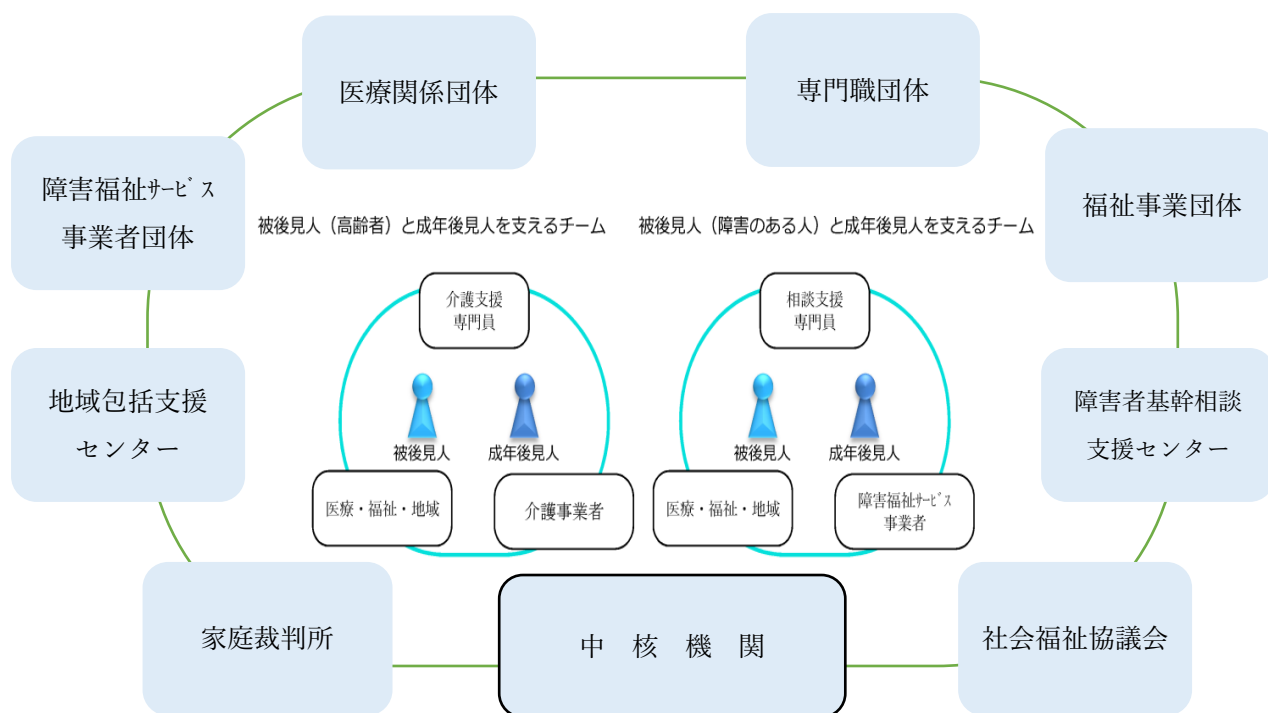 医療関係団体
専門職団体
障害福祉ｻｰﾋﾞｽ
事業者団体
福祉事業団体
被後見人（高齢者）と成年後見人を支えるチーム
被後見人（障害のある人）と成年後見人を支えるチーム
介護支援
専門員
相談支援
専門員
地域包括支援
センター
障害者基幹相談
支援センター
被後見人
成年後見人
被後見人
成年後見人
医療・福祉・地域
介護事業者
医療・福祉・地域
障害福祉ｻｰﾋﾞｽ
事業者
家庭裁判所
中　核　機　関
社会福祉協議会